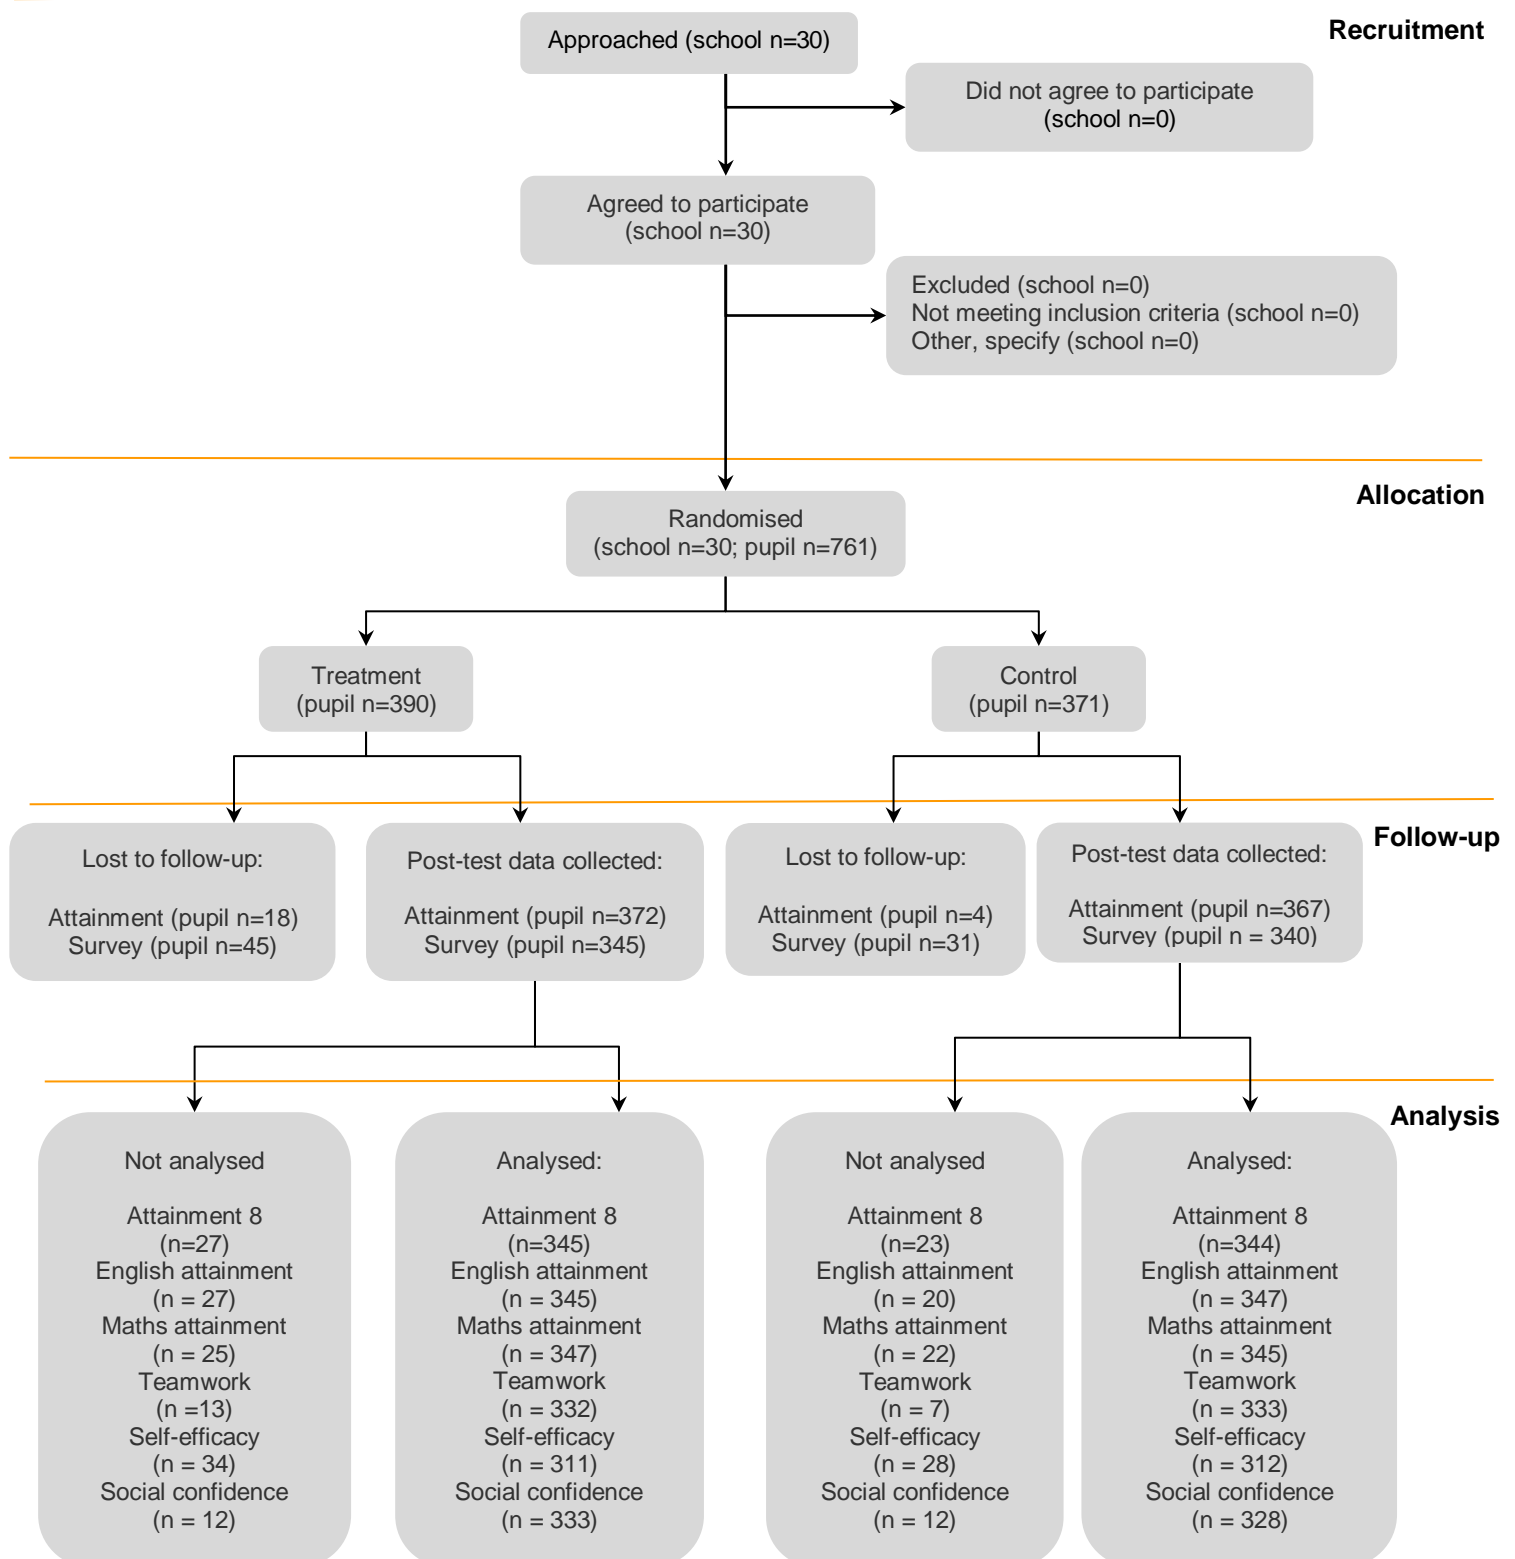 Recruitment
Approached (school n=30)
Did not agree to participate
(school n=0)
Agreed to participate
(school n=30)
Excluded (school n=0)
Not meeting inclusion criteria (school n=0)
Other, specify (school n=0)
Allocation
Randomised
(school n=30; pupil n=761)
Treatment
(pupil n=390)
Control
(pupil n=371)
Follow-up
Lost to follow-up:
Attainment (pupil n=18)
Survey (pupil n=45)
Post-test data collected:
Attainment (pupil n=372)
Survey (pupil n=345)
Lost to follow-up:
Attainment (pupil n=4)
Survey (pupil n=31)
Post-test data collected:
Attainment (pupil n=367)
Survey (pupil n = 340)
Analysis
Not analysed
Attainment 8
(n=27)
English attainment
(n = 27)
Maths attainment
(n = 25)
Teamwork
(n =13)
Self-efficacy
(n = 34)
Social confidence
(n = 12)
Analysed:
Attainment 8
(n=345)
English attainment
(n = 345)
Maths attainment
(n = 347)
Teamwork
(n = 332)
Self-efficacy
(n = 311)
Social confidence
(n = 333)
Not analysed
Attainment 8
(n=23)
English attainment
(n = 20)
Maths attainment
(n = 22)
Teamwork
(n = 7)
Self-efficacy
(n = 28)
Social confidence
(n = 12)
Analysed:
Attainment 8
(n=344)
English attainment
(n = 347)
Maths attainment
(n = 345)
Teamwork
(n = 333)
Self-efficacy
(n = 312)
Social confidence
(n = 328)